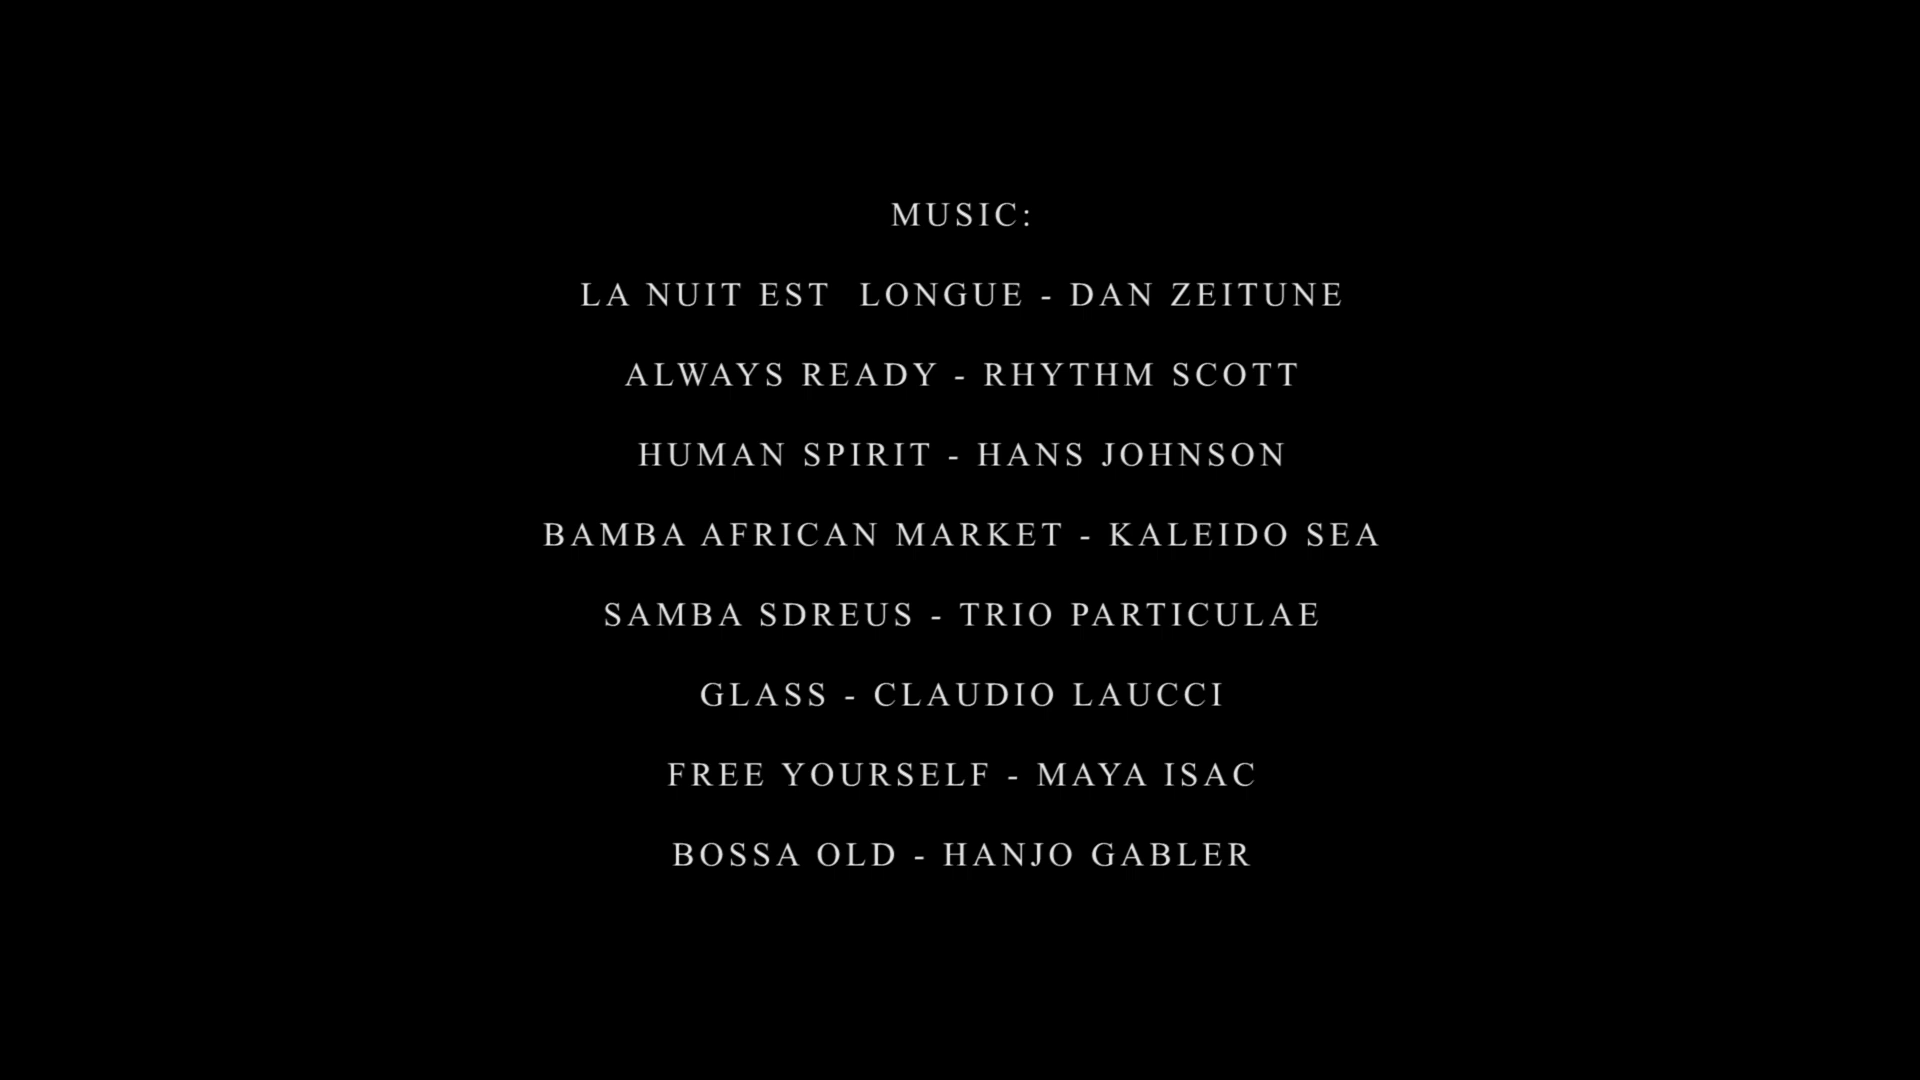 MUSIC:
LA NUIT EST  LONGUE - DAN ZEITUNE
ALWAYS READY - RHYTHM SCOTT
HUMAN SPIRIT - HANS JOHNSON
BAMBA AFRICAN MARKET - KALEIDO SEA
SAMBA SDREUS - TRIO PARTICULAE
GLASS - CLAUDIO LAUCCI
FREE YOURSELF - MAYA ISAC
BOSSA OLD - HANJO GABLER